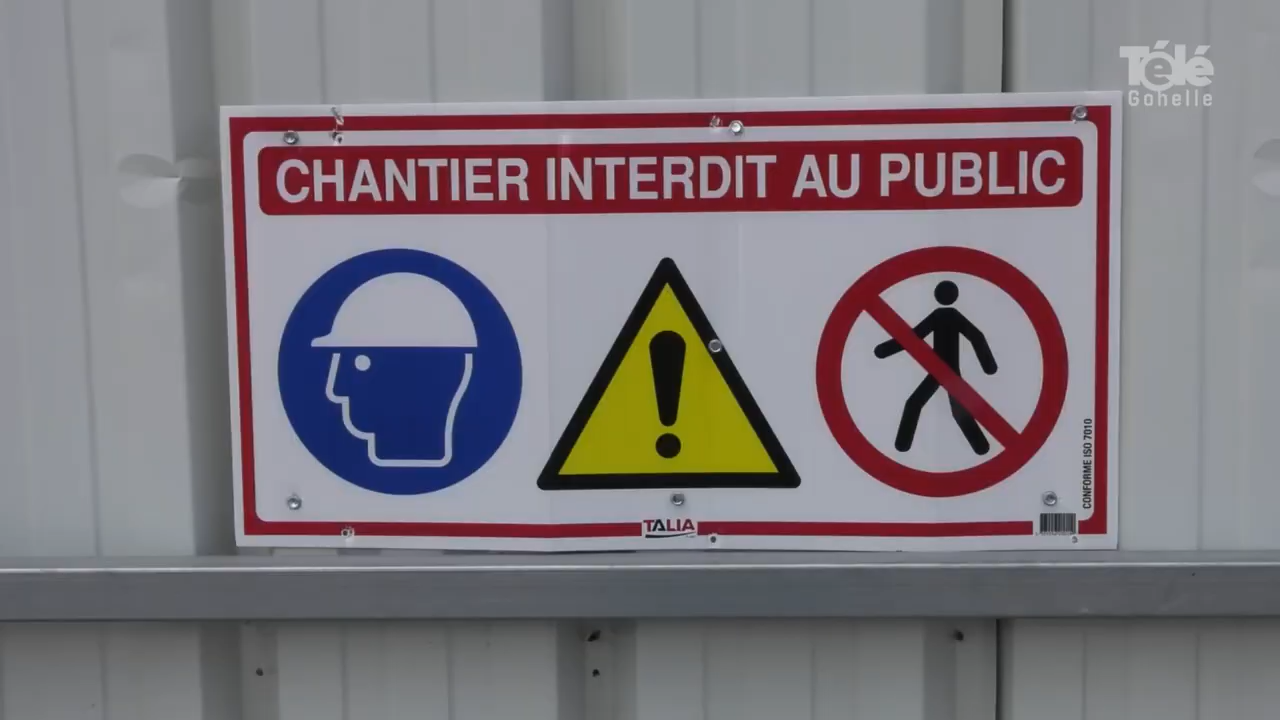 Télé
Gohelle
CHANTIER INTERDIT AU PUBLIC
CONFORME ISO 7010
TALIA